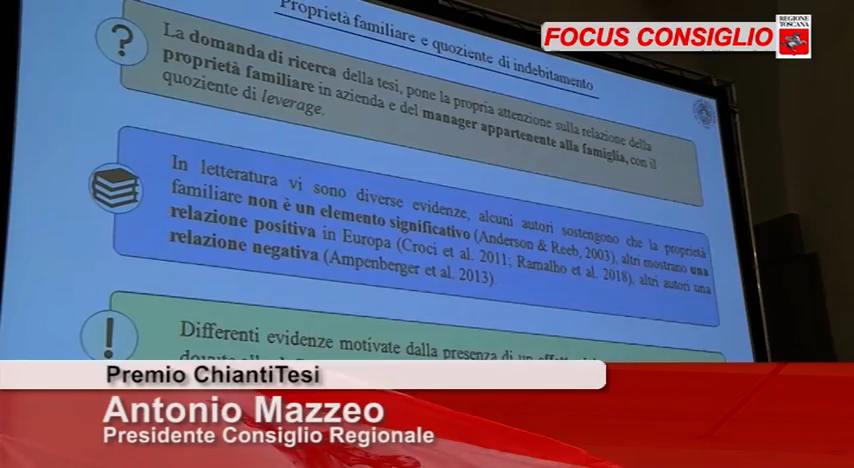 Proprietà familiare e quoziente di indebitamento
FOCUS CONSIGLIO
REGIONE
TOSCANA
?
La domanda di ricerca della tesi, pone la propria attenzione sulla relazione della
proprietà familiare in azienda e del manager appartenente alla famiglia, con il
quoziente di leverage.
In letteratura vi sono diverse evidenze, alcuni autori sostengono che la proprietà
familiare non è un elemento significativo (Anderson & Reeb, 2003), altri mostrano una
relazione positiva in Europa (Croci et al. 2011; Ramalho et al. 2018), altri autori una
relazione negativa (Ampenberger et al. 2013).
!
Differenti evidenze motivate dalla presenza di un
Premio ChiantiTesi
Antonio Mazzeo
Presidente Consiglio Regionale